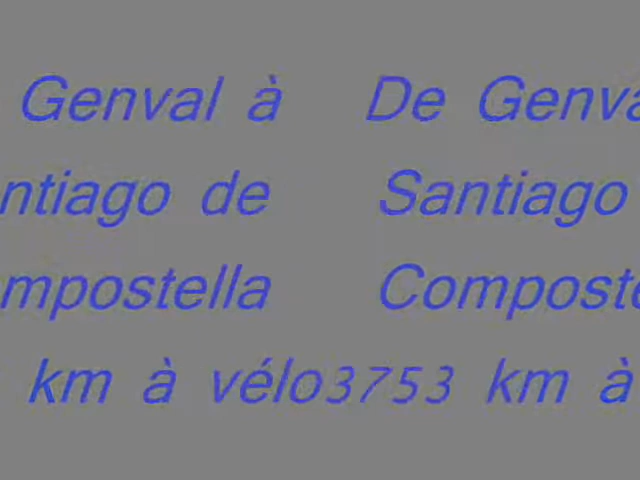 Genval à De Genva
ntiago de Santiago
mpostella Composte
km à vélo3753 km à